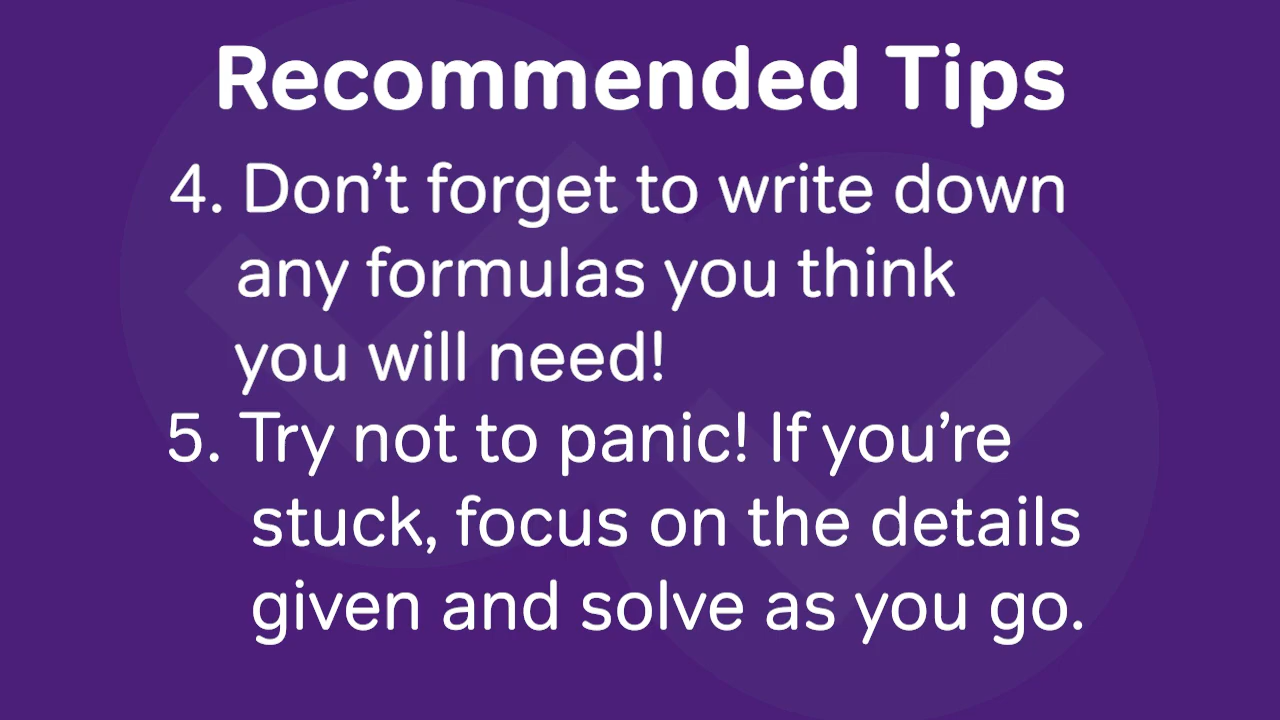 Recommended Tips
4. Don’t forget to write down
any formulas you think
you will need!
5. Try not to panic! If you’re
stuck, focus on the details
given and solve as you go.